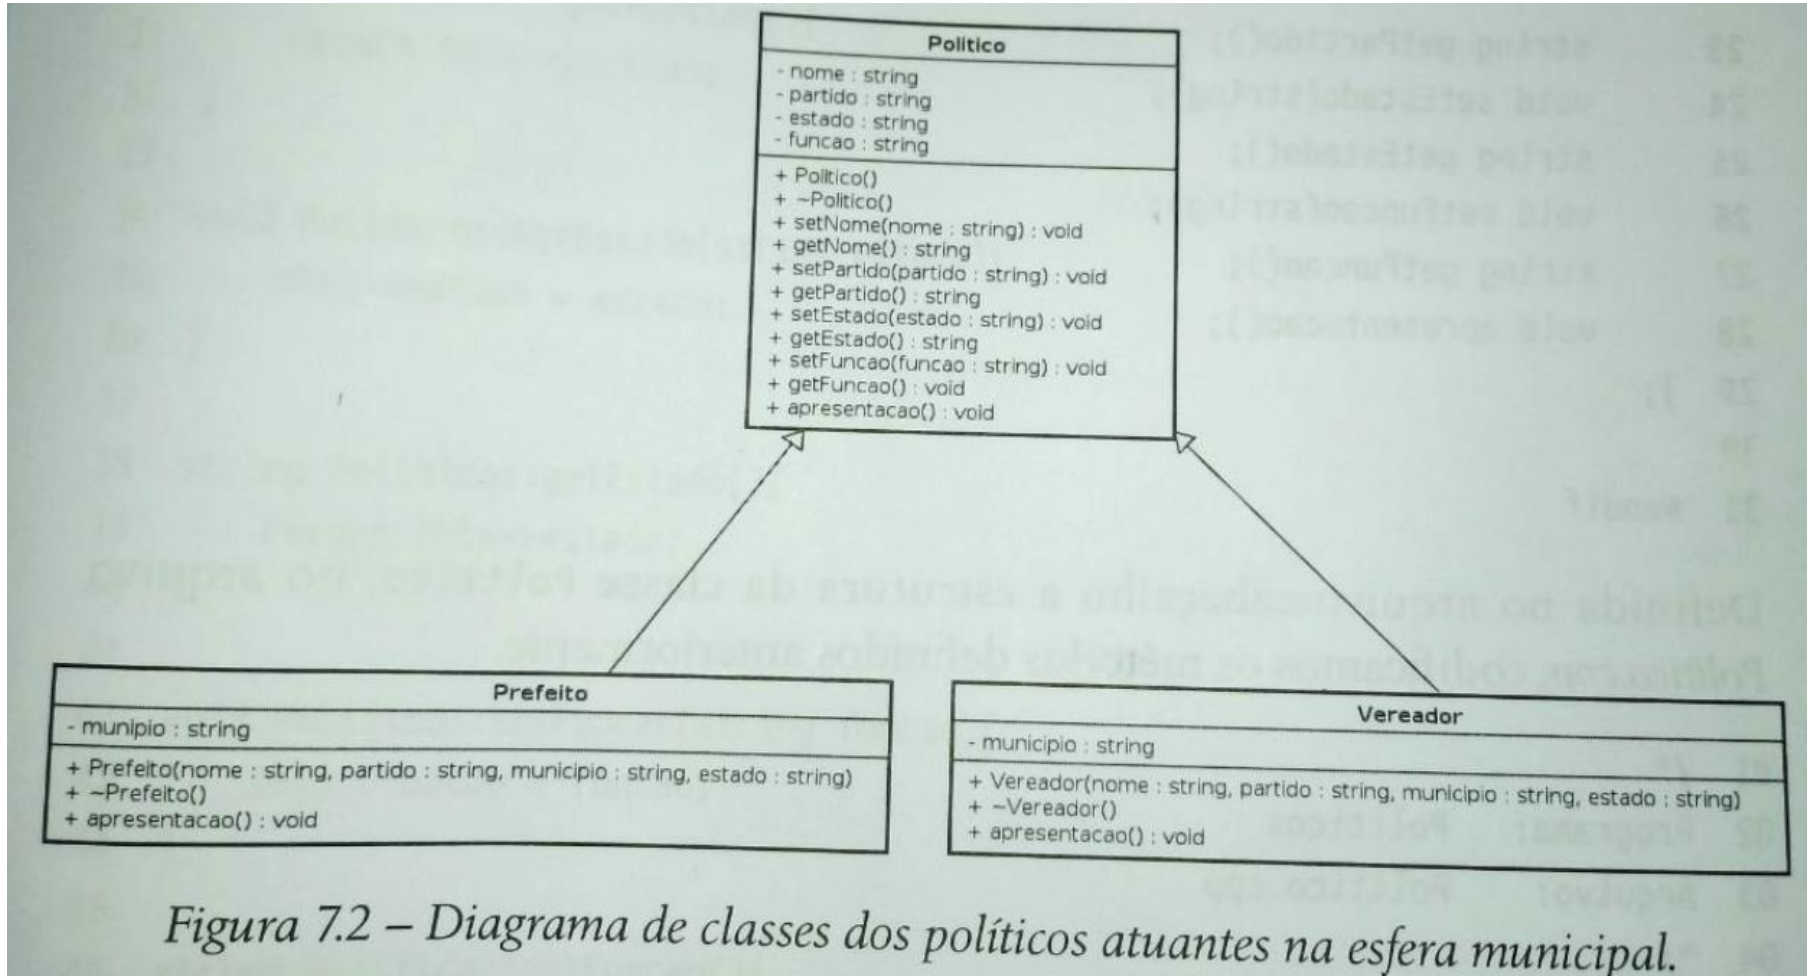 Politico
- nome : string
- partido : string
- estado : string
- funcao : string
+ Politico()
+ ~Politico()
+ setNome(nome : string) : void
+ getNome() : string
+ setPartido(partido : string) : void
+ getPartido() : string
+ setEstado(estado : string) : void
+ getEstado() : string
+ setFuncao(funcao : string) : void
+ getFuncao() : void
+ apresentacao() : void
Prefeito
- munipio : string
+ Prefeito(nome : string, partido : string, municipio : string, estado : string)
+ ~Prefeito()
+ apresentacao() : void
Vereador
- municipio : string
+ Vereador(nome : string, partido : string, municipio : string, estado : string)
+ ~Vereador()
+ apresentacao() : void
Figura 7.2 – Diagrama de classes dos políticos atuantes na esfera municipal.